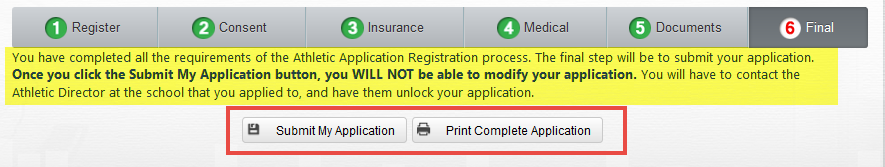 1 Register 2 Consent 3 Insurance 4 Medical 5 Documents 6 Final
You have completed all the requirements of the Athletic Application Registration process. The final step will be to submit your application.
Once you click the Submit My Application button, you WILL NOT be able to modify your application. You will have to contact the
Athletic Director at the school that you applied to, and have them unlock your application.
Submit My Application Print Complete Application